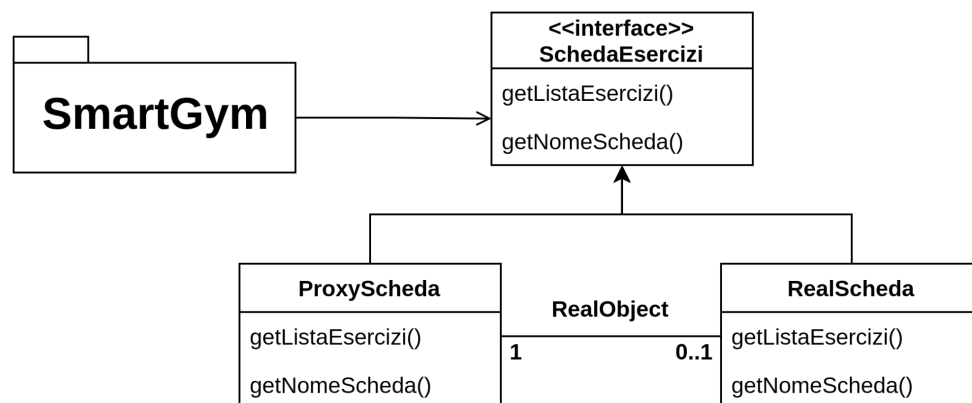 <<interface>>
SchedaEsercizi
getListaEsercizi()
getNomeScheda()
SmartGym
ProxyScheda
getListaEsercizi()
getNomeScheda()
RealObject
1
0..1
RealScheda
getListaEsercizi()
getNomeScheda()